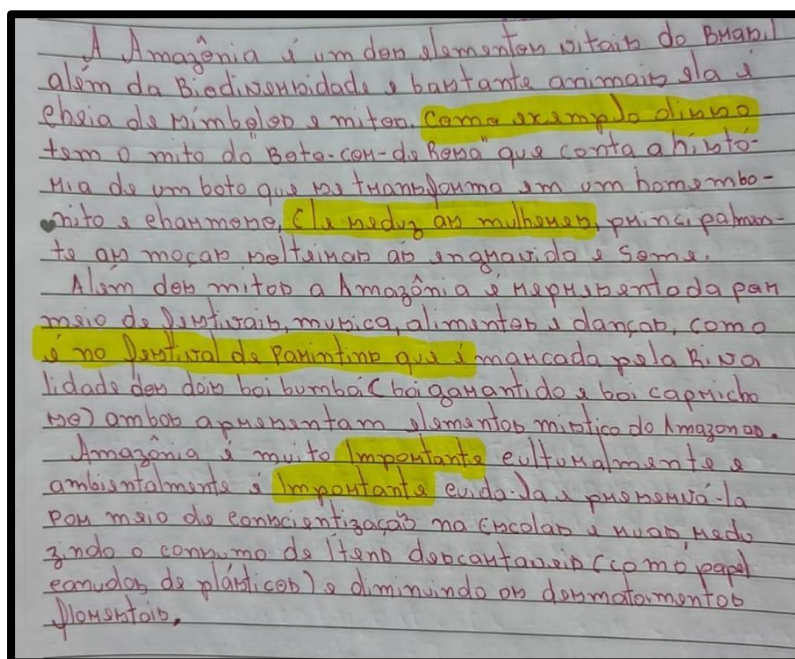 A Amazônia é um dos elementos vitais do Brasil
além da Biodiversidade e bastante animais ela é
cheia de símbolos e mitos, como exemplo disso
tem o mito do "Boto-cor-de Rosa" que conta a histó-
ria de um boto que se transforma em um homem bo-
nito e charmoso, Ele seduz as mulheres, principalmen-
te as moças solteiras as engravida e some.
Além dos mitos a Amazônia é representada por
meio de festivais, musica, alimentos e danças, como
é no festival de Parintins que é marcada pela Riva
lidade dos dois boi bumbá (boi garantido e boi capricho
so) ambos apresentam elementos mistico do Amazonas.
Amazônia é muito Importante culturalmente e
ambientalmente é Importante cuida-la e preservá-la
Por meio de conscientização na Escolas e ruas, redu
zindo o consumo de Itens descartaveis (como papel
canudos de plásticos) e diminuindo os desmatormentos
florestais.